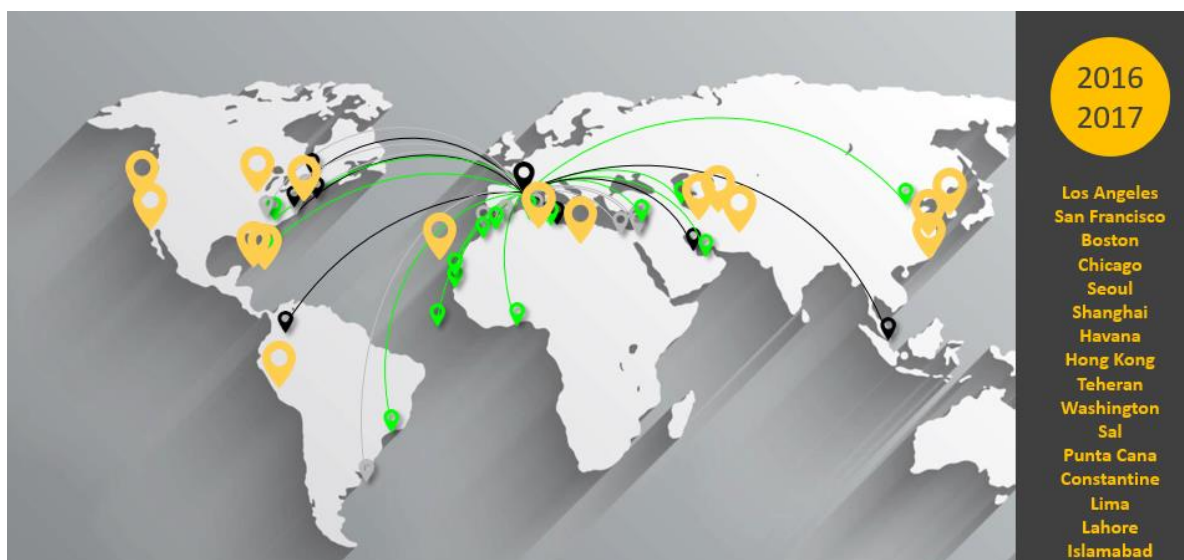 2016
2017
Los Angeles
San Francisco
Boston
Chicago
Seoul
Shanghai
Havana
Hong Kong
Teheran
Washington
Sal
Punta Cana
Constantine
Lima
Lahore
Islamabad